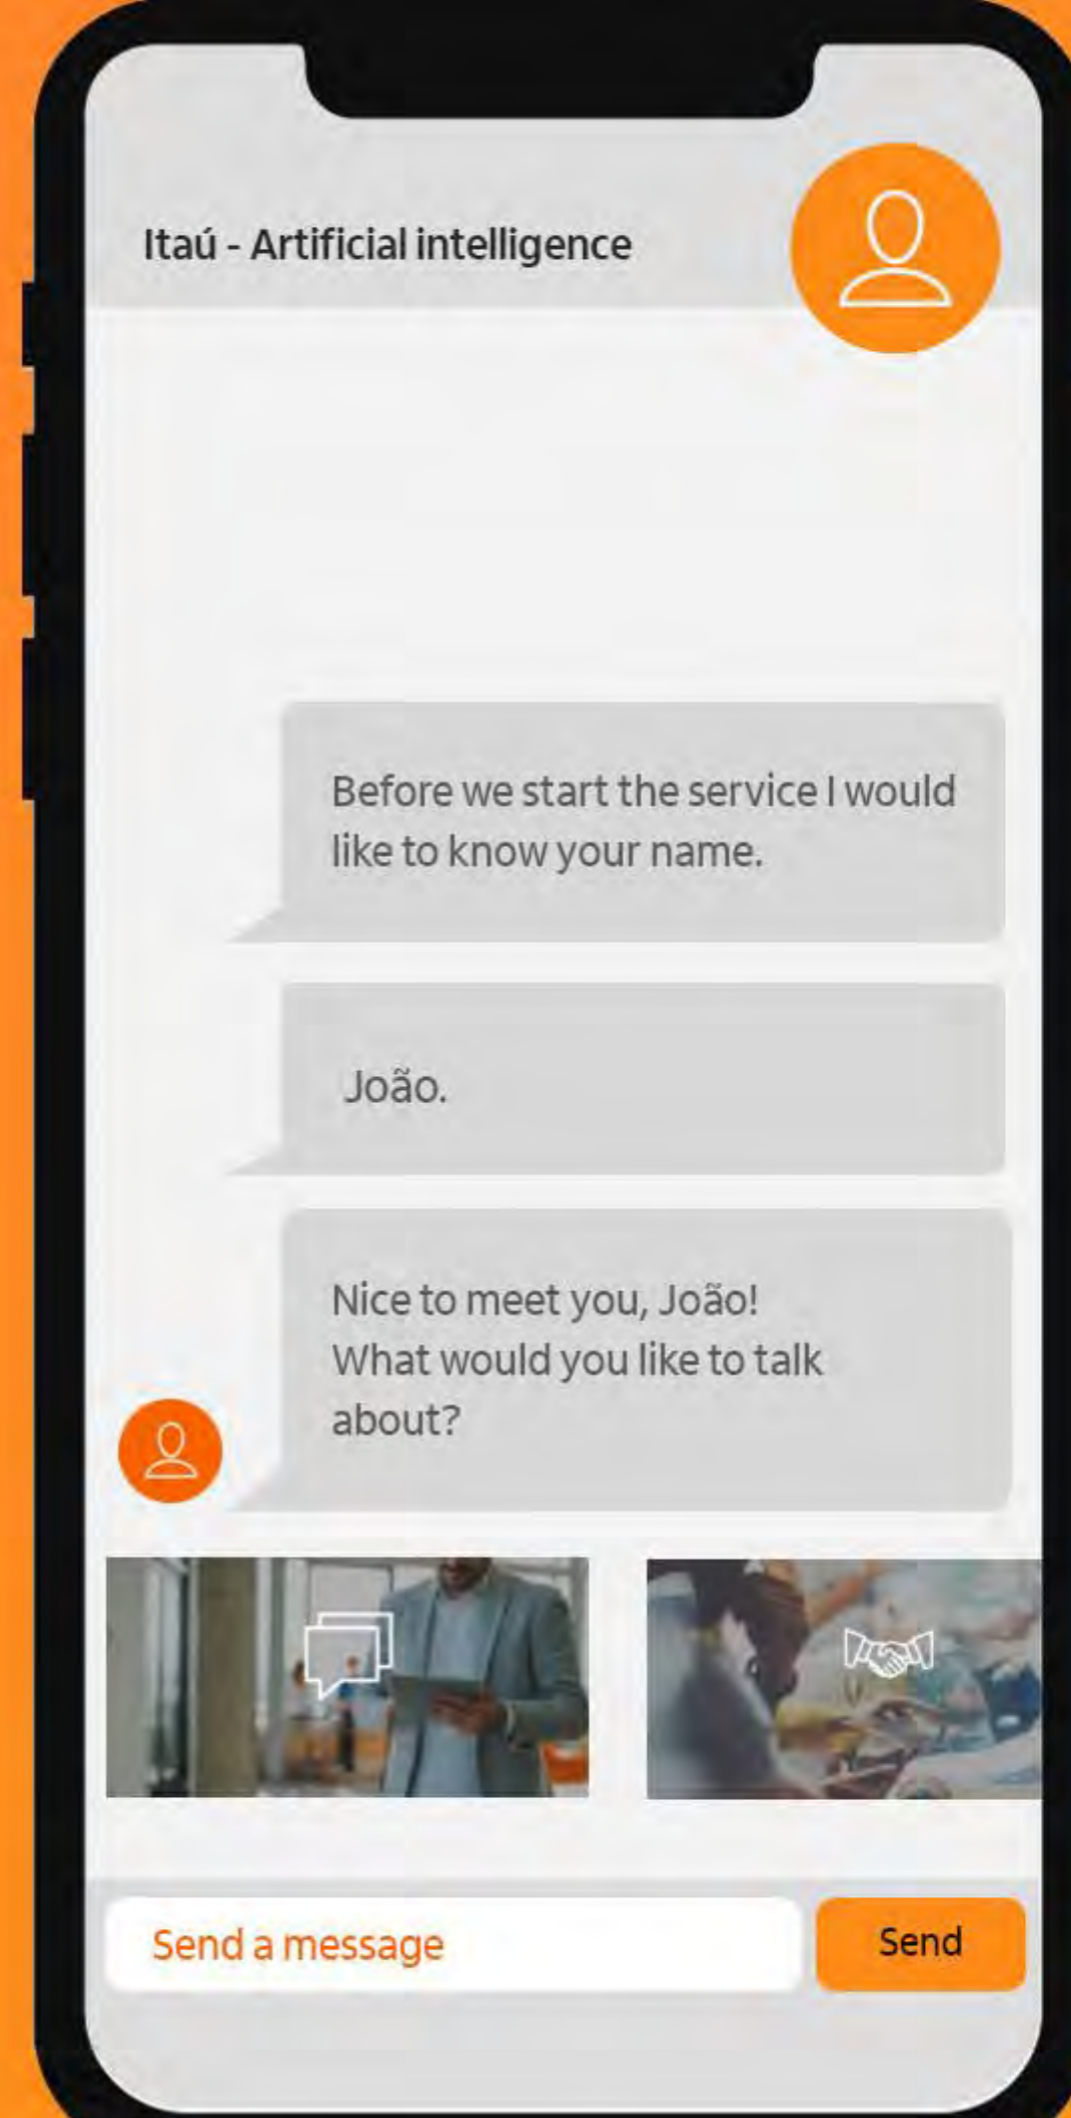 Itaú - Artificial intelligence
Before we start the service I would
like to know your name.
João.
Nice to meet you, João!
What would you like to talk
about?
Send a message
Send